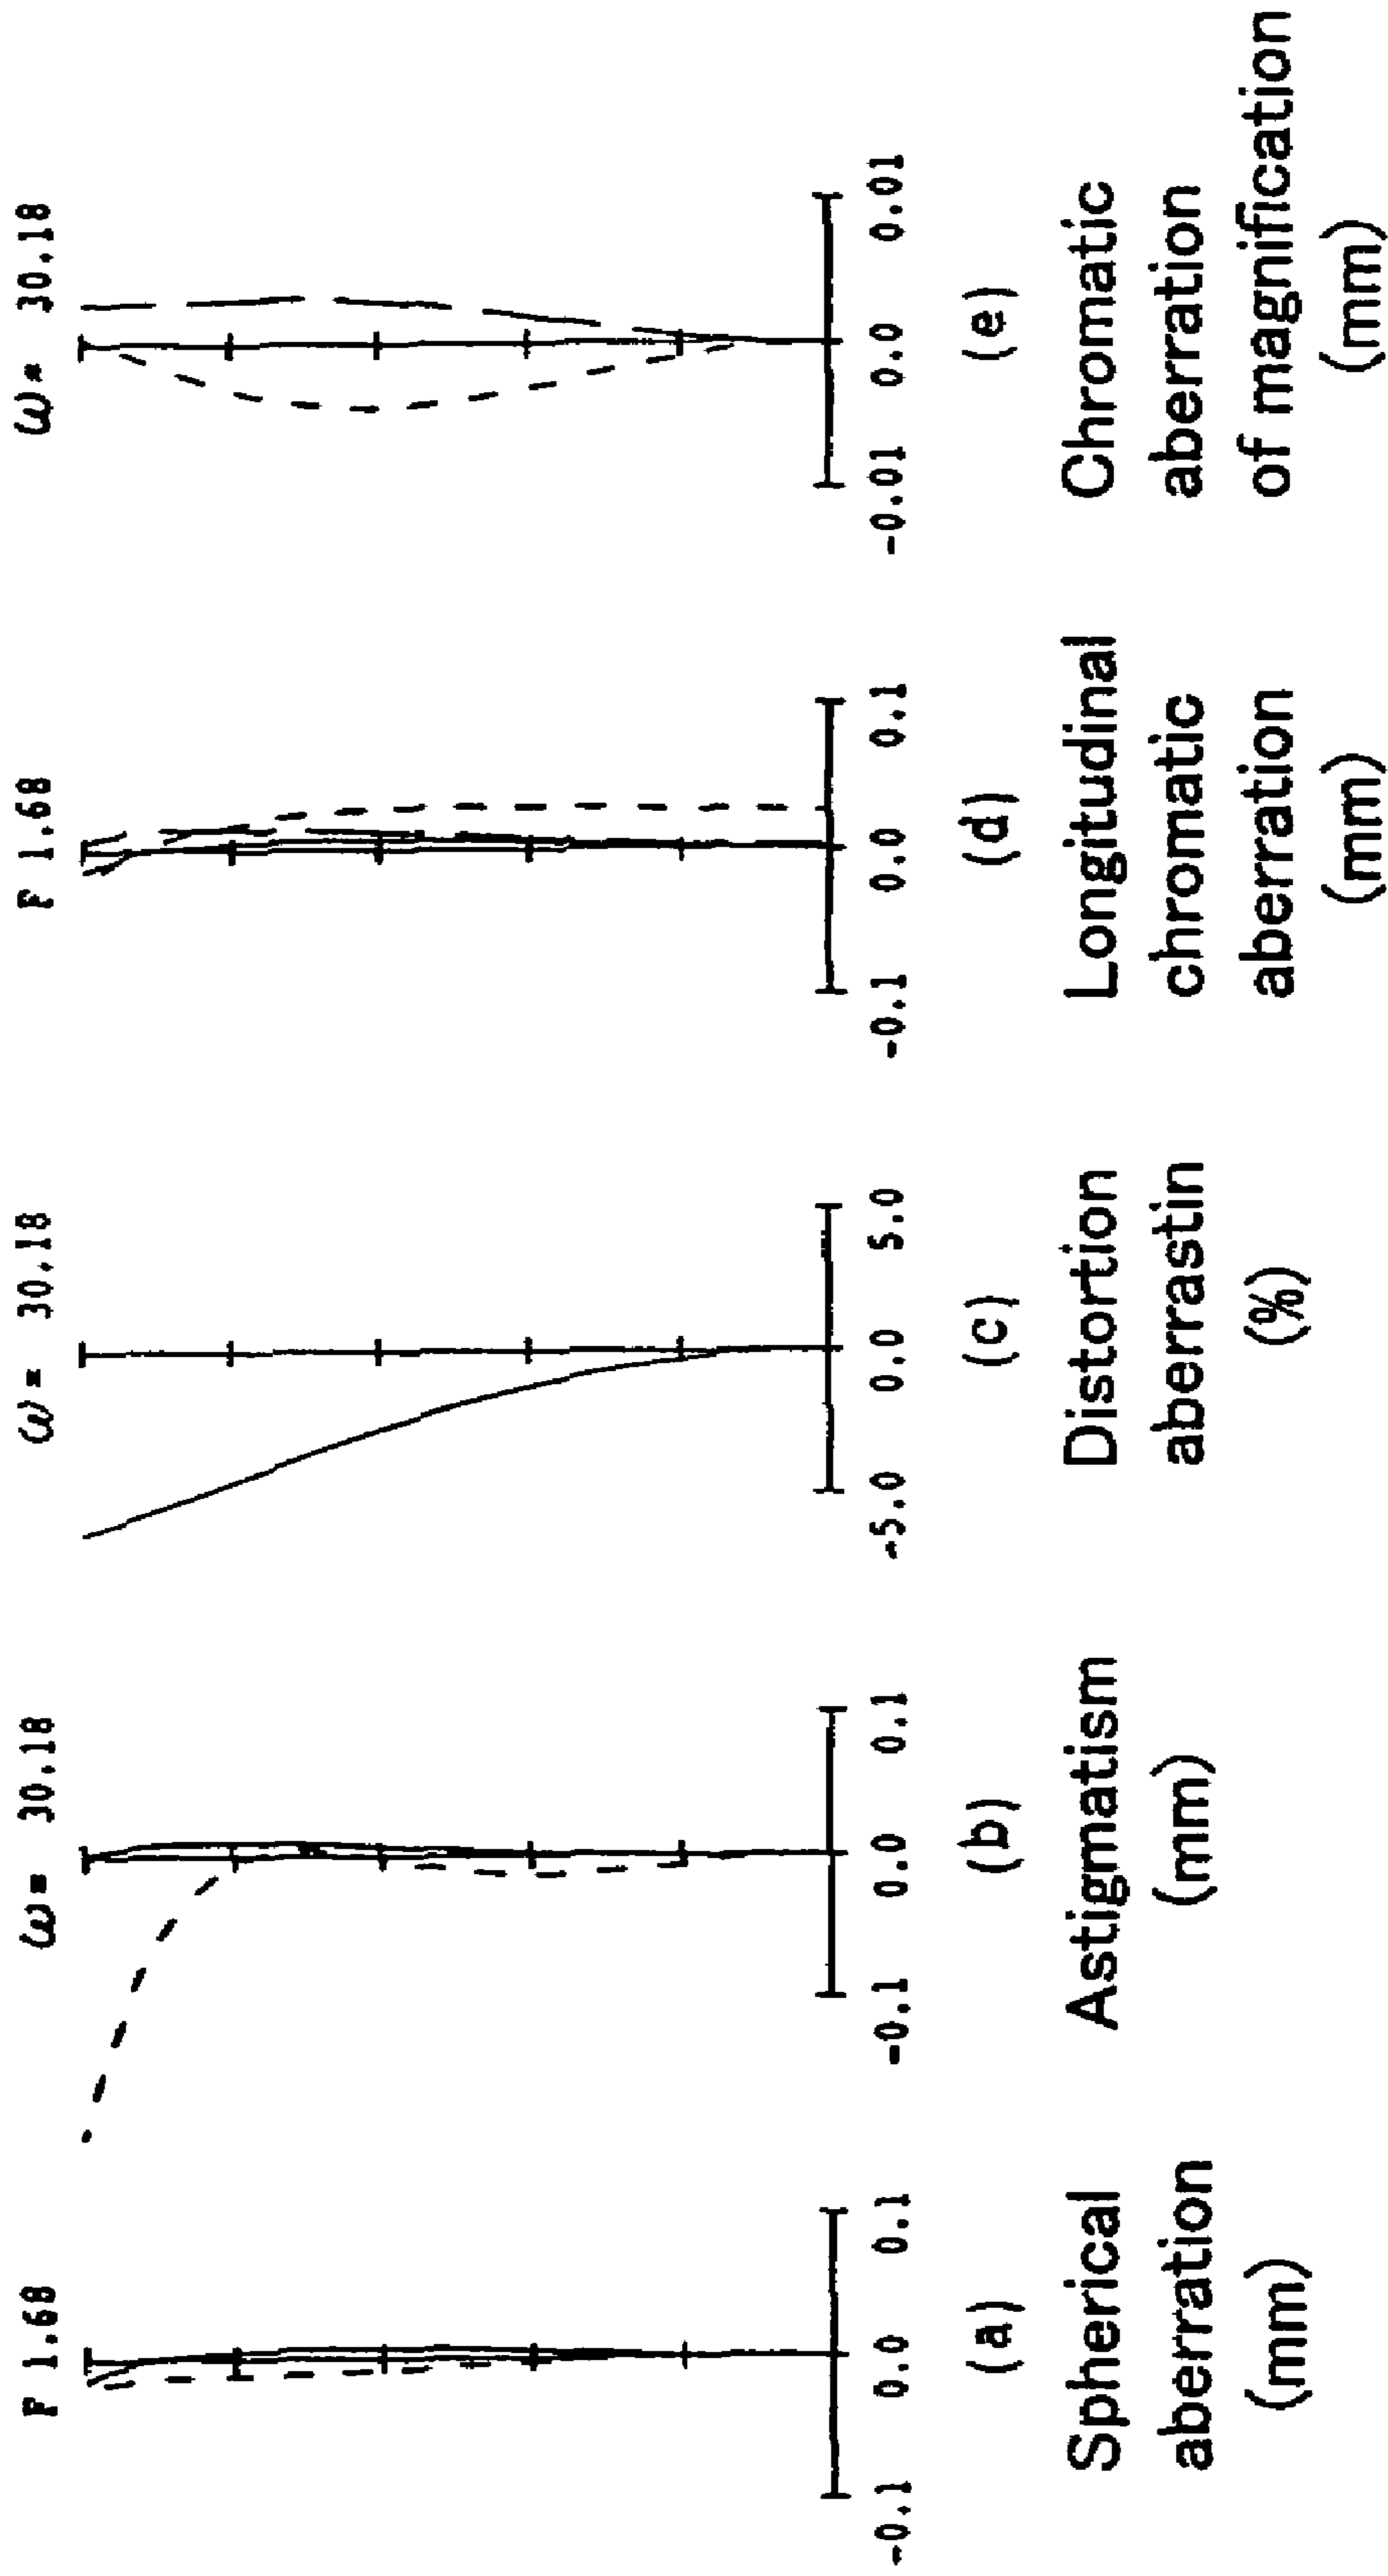 F 1.68
-0.1 0.0 0.1
(a)
Spherical
aberration
(mm)
ω= 30.18
-0.1 0.0 0.1
(b)
Astigmatism
(mm)
ω= 30.18
-5.0 0.0 5.0
(c)
Distortion
aberrastin
(%)
F 1.68
-0.1 0.0 0.1
(d)
Longitudinal
chromatic
aberration
(mm)
ω= 30.18
-0.01 0.0 0.01
(e)
Chromatic
aberration
of magnification
(mm)